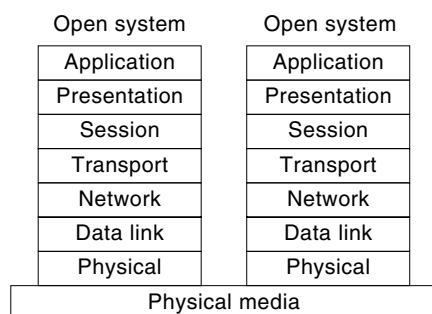 Open system Open system
Application Application
Presentation Presentation
Session Session
Transport Transport
Network Network
Data link Data link
Physical Physical
Physical media